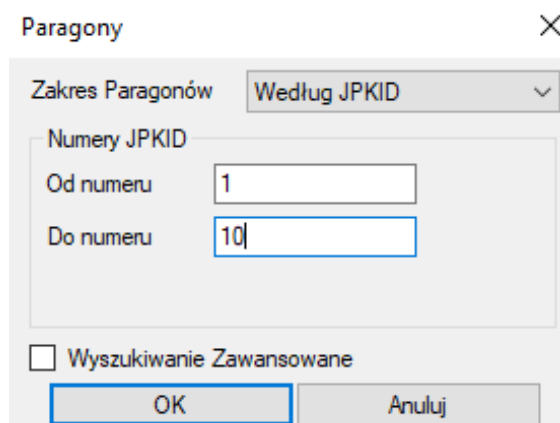 Paragony
Zakres Paragonów Według JPKID
Numery JPKID
Od numeru 1
Do numeru 10
Wyszukiwanie Zawansowane
OK Anuluj